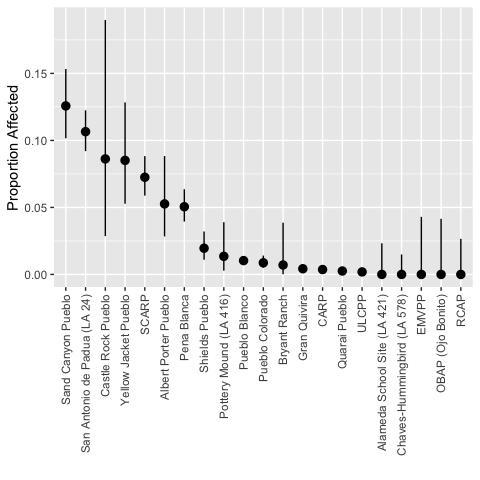 Proportion Affected
0.15
0.10
0.05
0.00
Sand Canyon Pueblo
San Antonio de Padua (LA 24)
Castle Rock Pueblo
Yellow Jacket Pueblo
SCARP
Albert Porter Pueblo
Pena Blanca
Shields Pueblo
Pottery Mound (LA 416)
Pueblo Blanco
Pueblo Colorado
Bryant Ranch
Gran Quivira
CARP
Quarai Pueblo
ULCPP
Alameda School Site (LA 421)
Chaves-Hummingbird (LA 578)
EMVPP
OBAP (Ojo Bonito)
RCAP